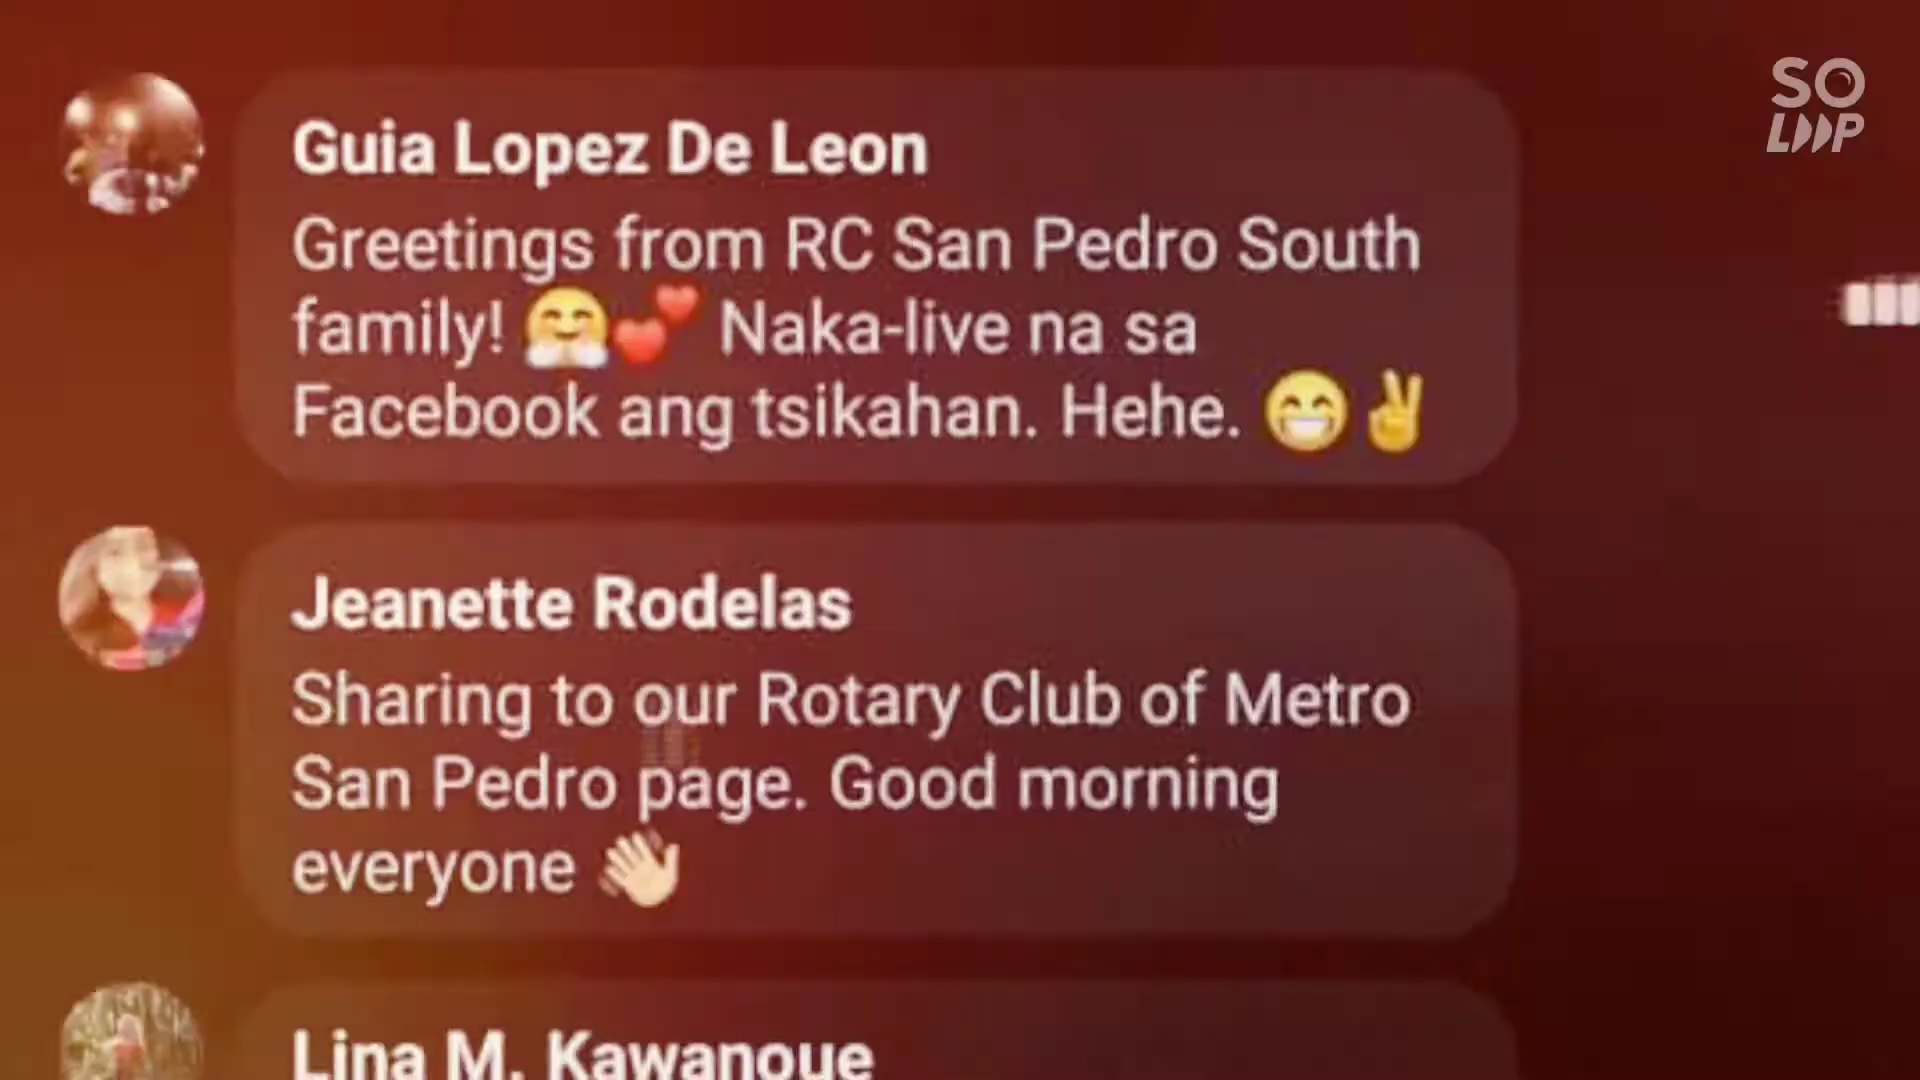 SO
LOOP
Guia Lopez De Leon
Greetings from RC San Pedro South
family! 🤗💕 Naka-live na sa
Facebook ang tsikahan. Hehe. 😁✌
Jeanette Rodelas
Sharing to our Rotary Club of Metro
San Pedro page. Good morning
everyone 👋🏻
Lina M. Kawanoue